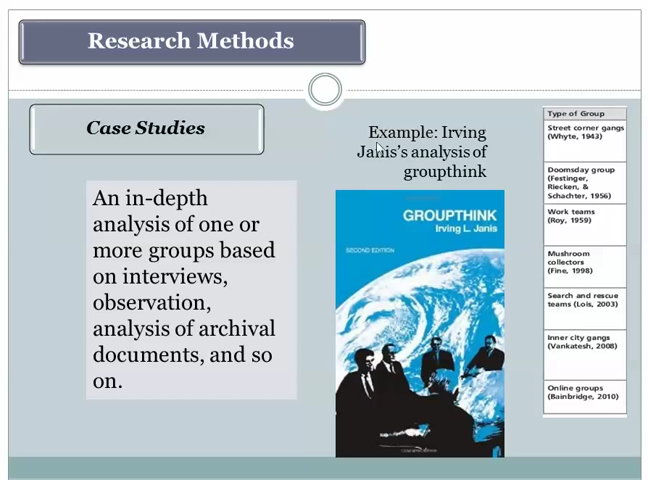 Research Methods
Case Studies
An in-depth
analysis of one or
more groups based
on interviews,
observation,
analysis of archival
documents, and so
on.
Example: Irving
Janis's analysis of
groupthink
GROUPTHINK
Irving L. Janis
SECOND EDITION
Type of Group
Street corner gangs
(Whyte, 1943)
Doomsday group
(Festinger,
Riecken, &
Schachter, 1956)
Work teams
(Roy, 1959)
Mushroom
collectors
(Fine, 1998)
Search and rescue
teams (Lois, 2003)
Inner city gangs
(Vankatesh, 2008)
Online groups
(Bainbridge, 2010)